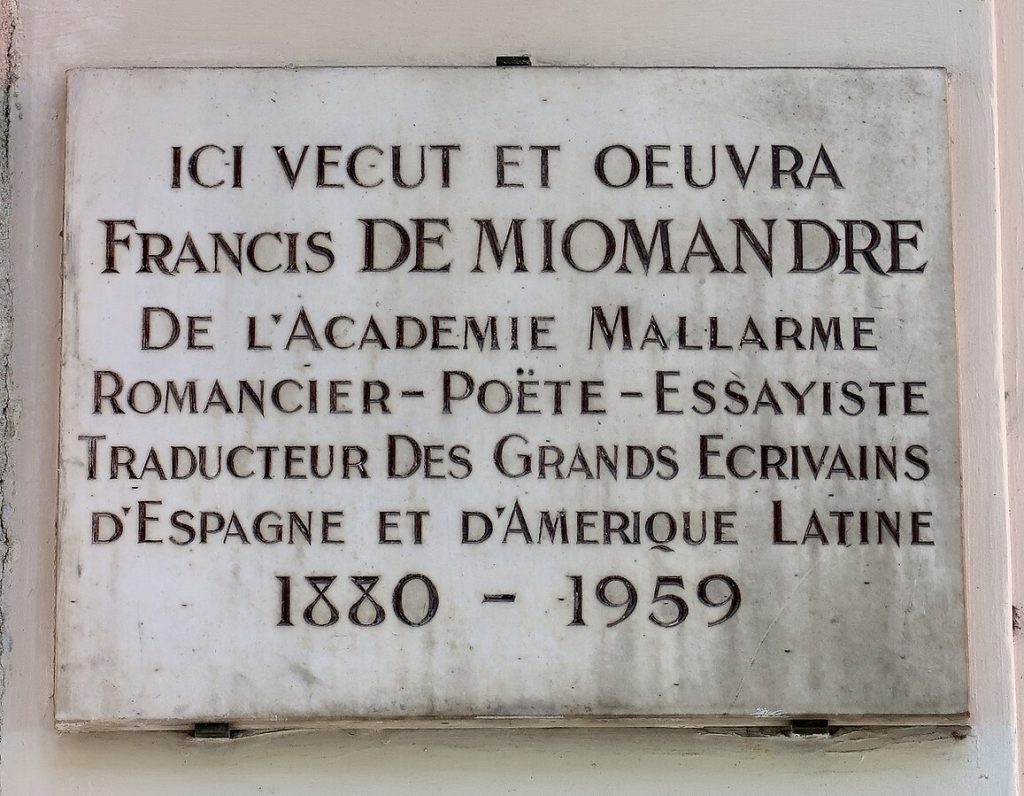 ICI VECUT ET OEUVRA
FRANCIS DE MIOMANDRE
DE L'ACADEMIE MALLARME
ROMANCIER - POËTE - ESSAYISTE
TRADUCTEUR DES GRANDS ECRIVAINS
D'ESPAGNE ET D'AMERIQUE LATINE
1880 - 1959